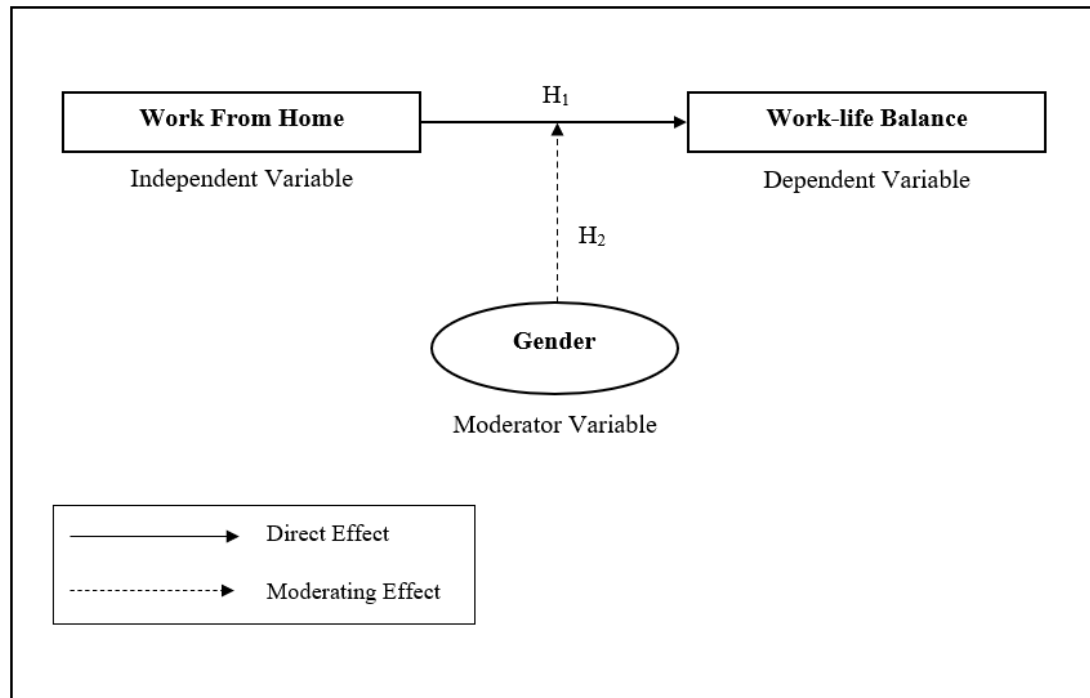 H₁
Work From Home
Work-life Balance
Independent Variable
Dependent Variable
H₂
Gender
Moderator Variable
Direct Effect
Moderating Effect